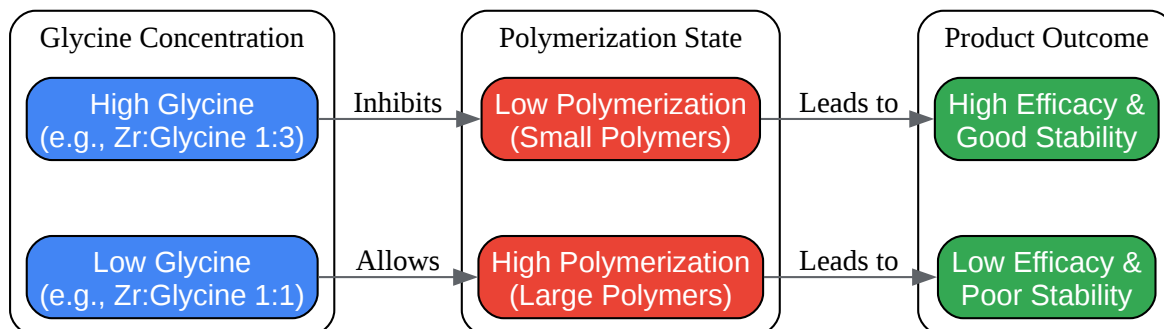 Glycine Concentration
High Glycine
(e.g., Zr:Glycine 1:3)
Low Glycine
(e.g., Zr:Glycine 1:1)
Inhibits
Allows
Polymerization State
Low Polymerization
(Small Polymers)
High Polymerization
(Large Polymers)
Leads to
Leads to
Product Outcome
High Efficacy &
Good Stability
Low Efficacy &
Poor Stability